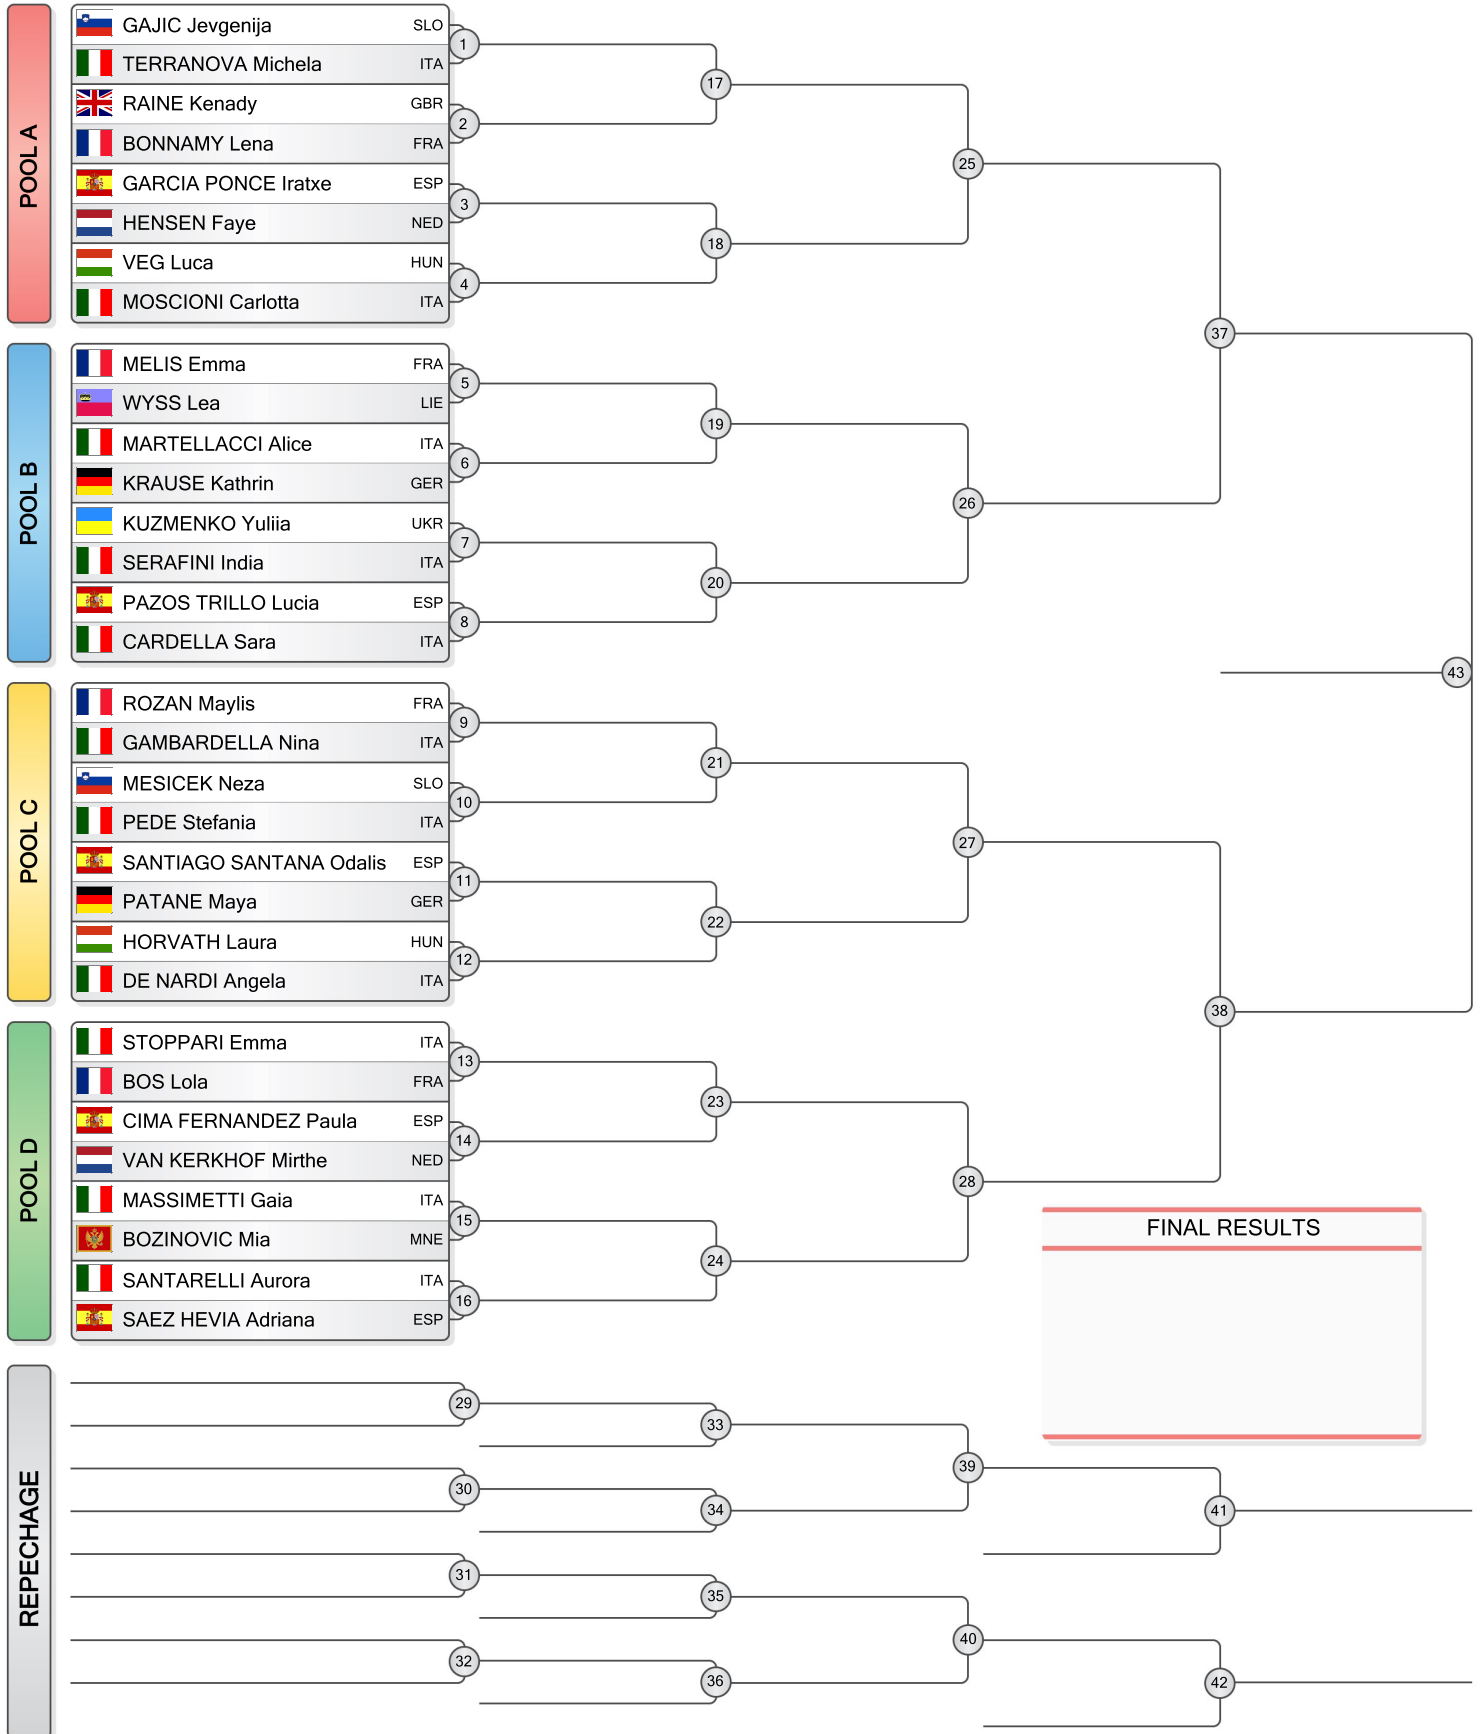 POOL A
GAJIC Jevgenija SLO
1
TERRANOVA Michela ITA
17
RAINE Kenady GBR
2
BONNAMY Lena FRA
25
GARCIA PONCE Iratxe ESP
3
HENSEN Faye NED
18
VEG Luca HUN
4
MOSCIONI Carlotta ITA
37
POOL B
MELIS Emma FRA
5
WYSS Lea LIE
19
MARTELLACCI Alice ITA
6
KRAUSE Kathrin GER
26
KUZMENKO Yuliia UKR
7
SERAFINI India ITA
20
PAZOS TRILLO Lucia ESP
8
CARDELLA Sara ITA
43
POOL C
ROZAN Maylis FRA
9
GAMBARDELLA Nina ITA
21
MESICEK Neza SLO
10
PEDE Stefania ITA
27
SANTIAGO SANTANA Odalis ESP
11
PATANE Maya GER
22
HORVATH Laura HUN
12
DE NARDI Angela ITA
38
POOL D
STOPPARI Emma ITA
13
BOS Lola FRA
23
CIMA FERNANDEZ Paula ESP
14
VAN KERKHOF Mirthe NED
28
MASSIMETTI Gaia ITA
15
BOZINOVIC Mia MNE
24
SANTARELLI Aurora ITA
16
SAEZ HEVIA Adriana ESP
FINAL RESULTS
REPECHAGE
29
33
39
30
34
41
31
35
40
32
36
42